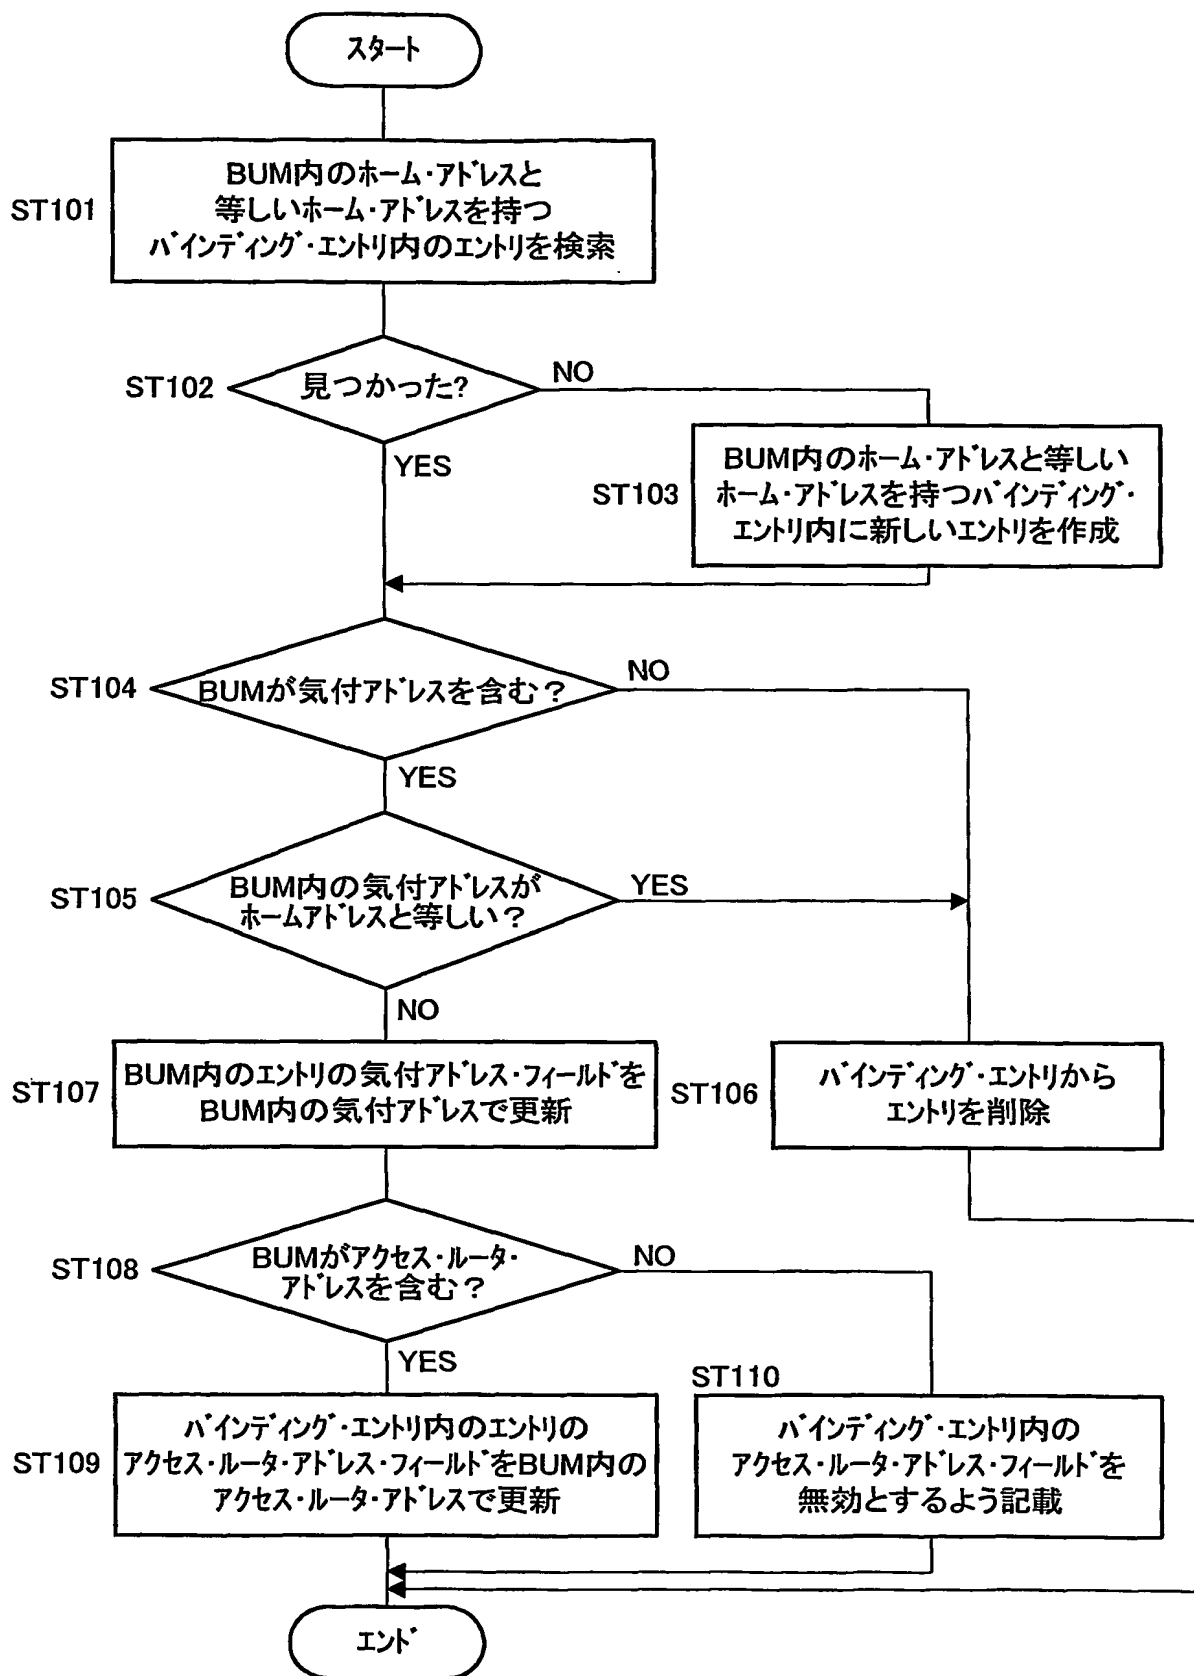 スタート
BUM内のホーム・アドレスと
ST101
等しいホーム・アドレスを持つ
バインディング・エントリ内のエントリを検索
ST102
見つかった?
NO
YES
BUM内のホーム・アドレスと等しい
ST103
ホーム・アドレスを持つバインディング・
エントリ内に新しいエントリを作成
ST104
BUMが気付アドレスを含む？
NO
YES
ST105
BUM内の気付アドレスが
ホームアドレスと等しい？
YES
NO
ST107
BUM内のエントリの気付アドレス・フィールドを
BUM内の気付アドレスで更新
ST106
バインディング・エントリから
エントリを削除
ST108
BUMがアクセス・ルータ・
アドレスを含む？
NO
YES
ST109
バインディング・エントリ内のエントリの
アクセス・ルータ・アドレス・フィールドをBUM内の
アクセス・ルータ・アドレスで更新
ST110
バインディング・エントリ内の
アクセス・ルータ・アドレス・フィールドを
無効とするよう記載
エンド